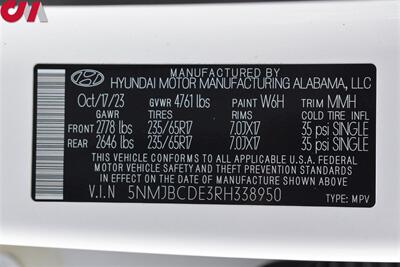 MANUFACTURED BY
HYUNDAI MOTOR MANUFACTURING ALABAMA, LLC
Oct/17/23 GVWR 4761 lbs PAINT W6H TRIM MMH
GAWR TIRES RIMS COLD TIRE INFL
FRONT 2778 lbs 235/65R17 7.0JX17 35 psi SINGLE
REAR 2646 lbs 235/65R17 7.0JX17 35 psi SINGLE
THIS VEHICLE CONFORMS TO ALL APPLICABLE U.S. FEDERAL
MOTOR VEHICLE SAFETY AND THEFT PREVENTION STANDARDS
IN EFFECT ON THE DATE OF MANUFACTURE SHOWN ABOVE.
V.I.N 5NMJBCDE3RH338950 TYPE: MPV